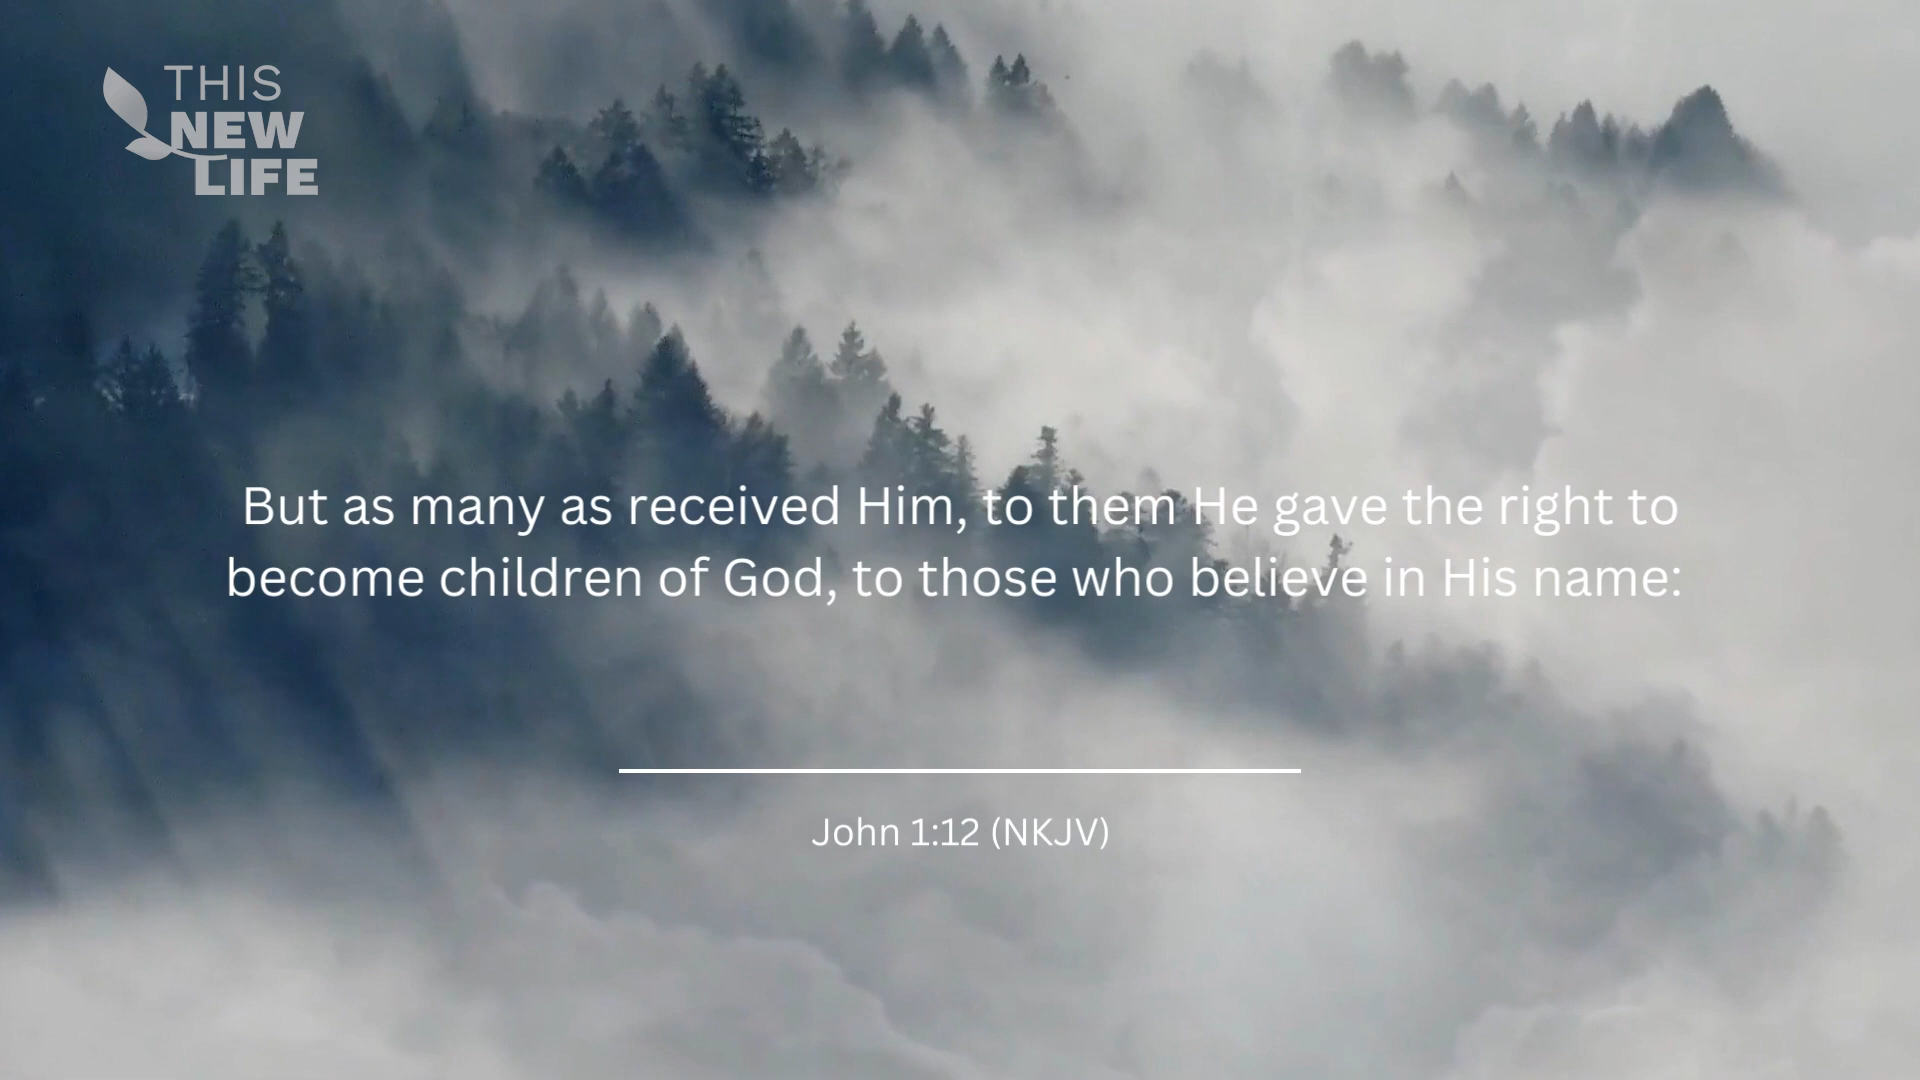 THIS
NEW
LIFE
But as many as received Him, to them He gave the right to
become children of God, to those who believe in His name:
John 1:12 (NKJV)